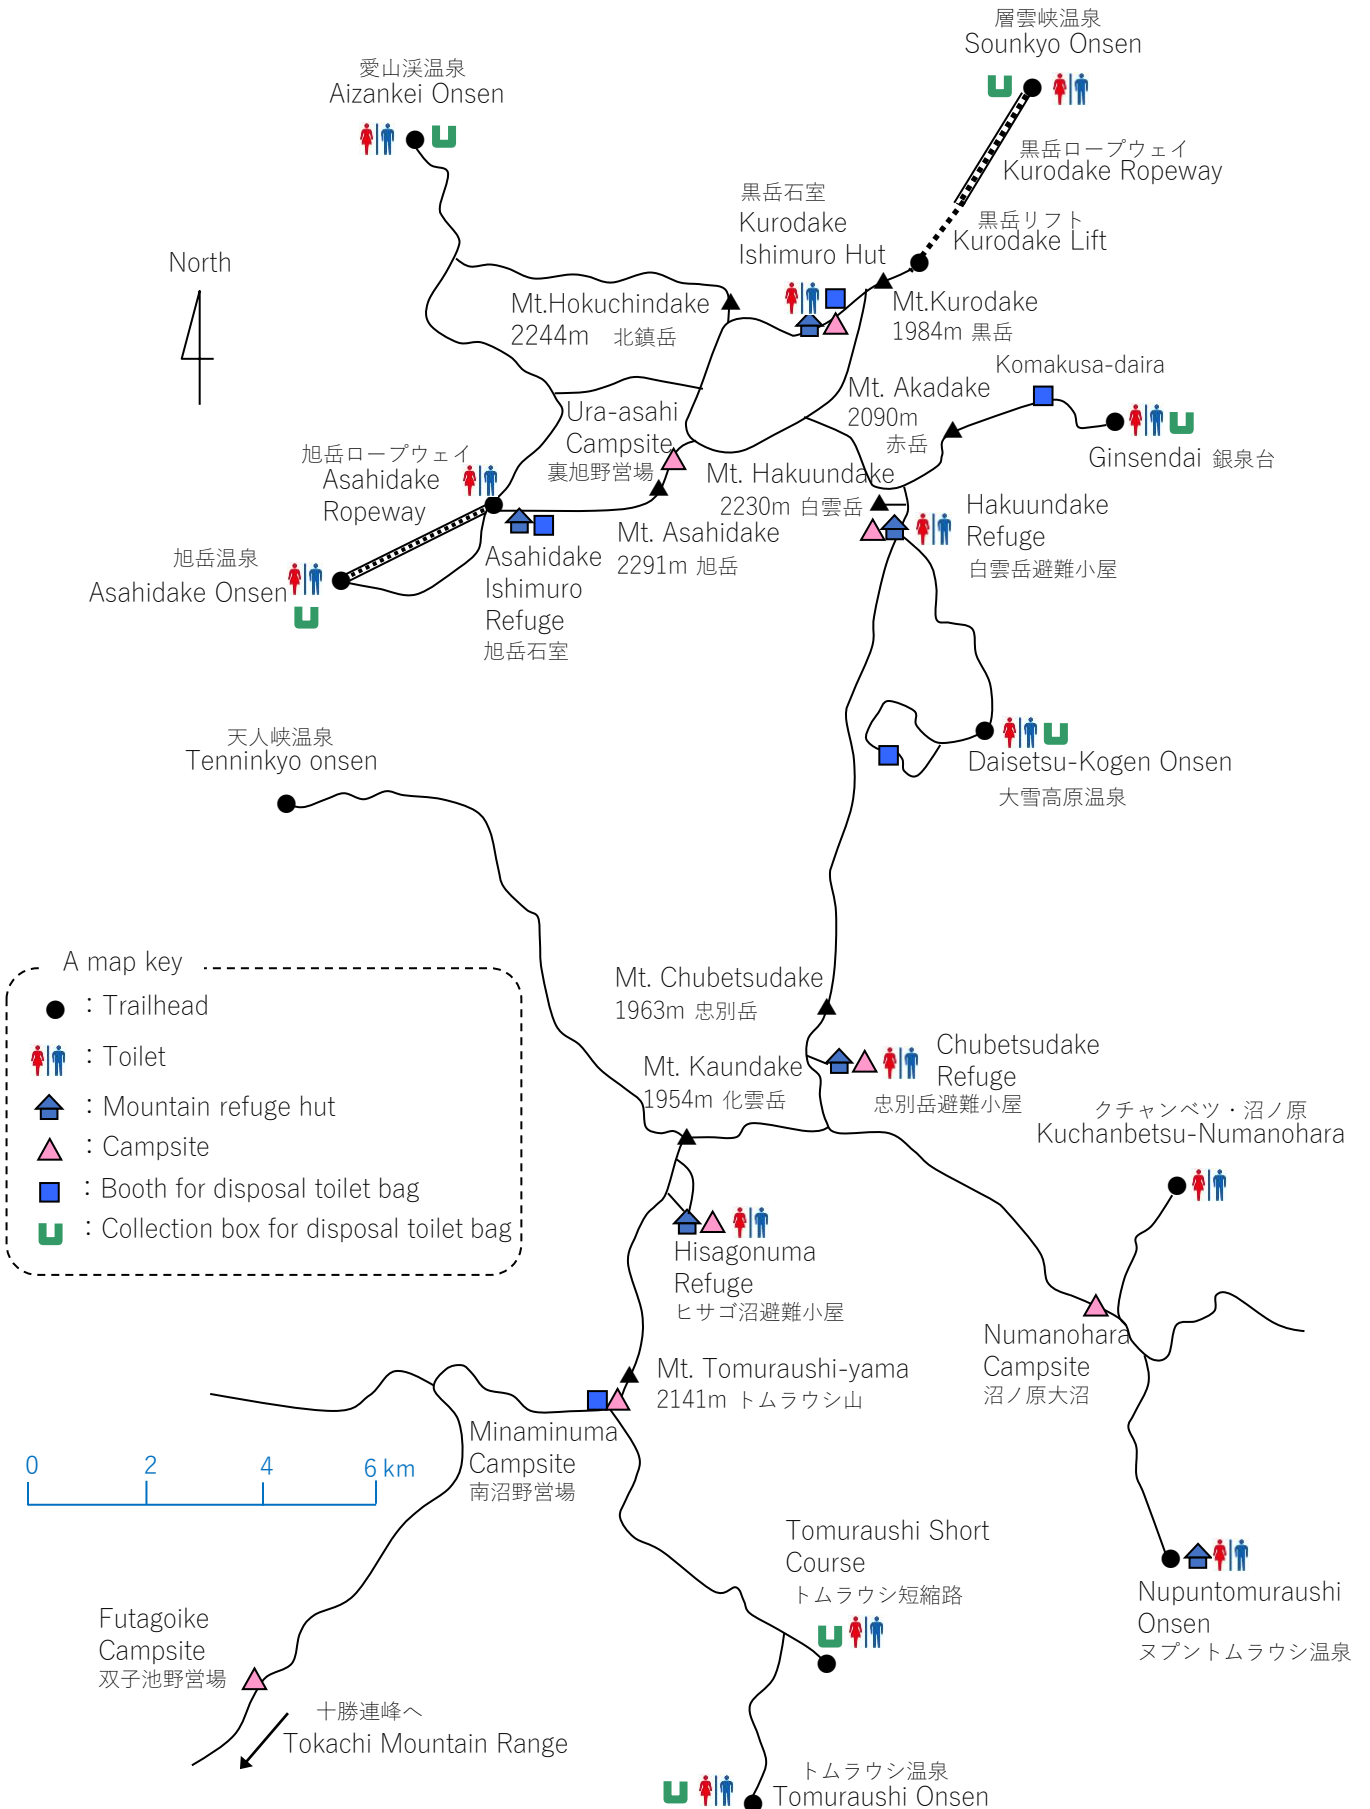 層雲峡温泉
Sounkyo Onsen
愛山渓温泉
Aizankei Onsen
黒岳ロープウェイ
Kurodake Ropeway
黒岳石室
Kurodake
Ishimuro Hut
黒岳リフト
Kurodake Lift
North
Mt.Hokuchindake
2244m 北鎮岳
Mt.Kurodake
1984m 黒岳
Komakusa-daira
Mt. Akadake
2090m
赤岳
Ura-asahi
Campsite
裏旭野営場
Ginsendai 銀泉台
旭岳ロープウェイ
Asahidake
Ropeway
Mt. Hakuundake
2230m 白雲岳
Hakuundake
Refuge
白雲岳避難小屋
Mt. Asahidake
2291m 旭岳
旭岳温泉
Asahidake Onsen
Asahidake
Ishimuro
Refuge
旭岳石室
天人峡温泉
Tenninkyo onsen
Daisetsu-Kogen Onsen
大雪高原温泉
A map key
: Trailhead
: Toilet
: Mountain refuge hut
: Campsite
: Booth for disposal toilet bag
: Collection box for disposal toilet bag
Mt. Chubetsudake
1963m 忠別岳
Mt. Kaundake
1954m 化雲岳
Chubetsudake
Refuge
忠別岳避難小屋
クチャンベツ・沼ノ原
Kuchanbetsu-Numanohara
Hisagonuma
Refuge
ヒサゴ沼避難小屋
Numanohara
Campsite
沼ノ原大沼
Mt. Tomuraushi-yama
2141m トムラウシ山
Minaminuma
Campsite
南沼野営場
0 2 4 6 km
Tomuraushi Short
Course
トムラウシ短縮路
Nupuntomuraushi
Onsen
ヌプントムラウシ温泉
Futagoike
Campsite
双子池野営場
十勝連峰へ
Tokachi Mountain Range
トムラウシ温泉
Tomuraushi Onsen